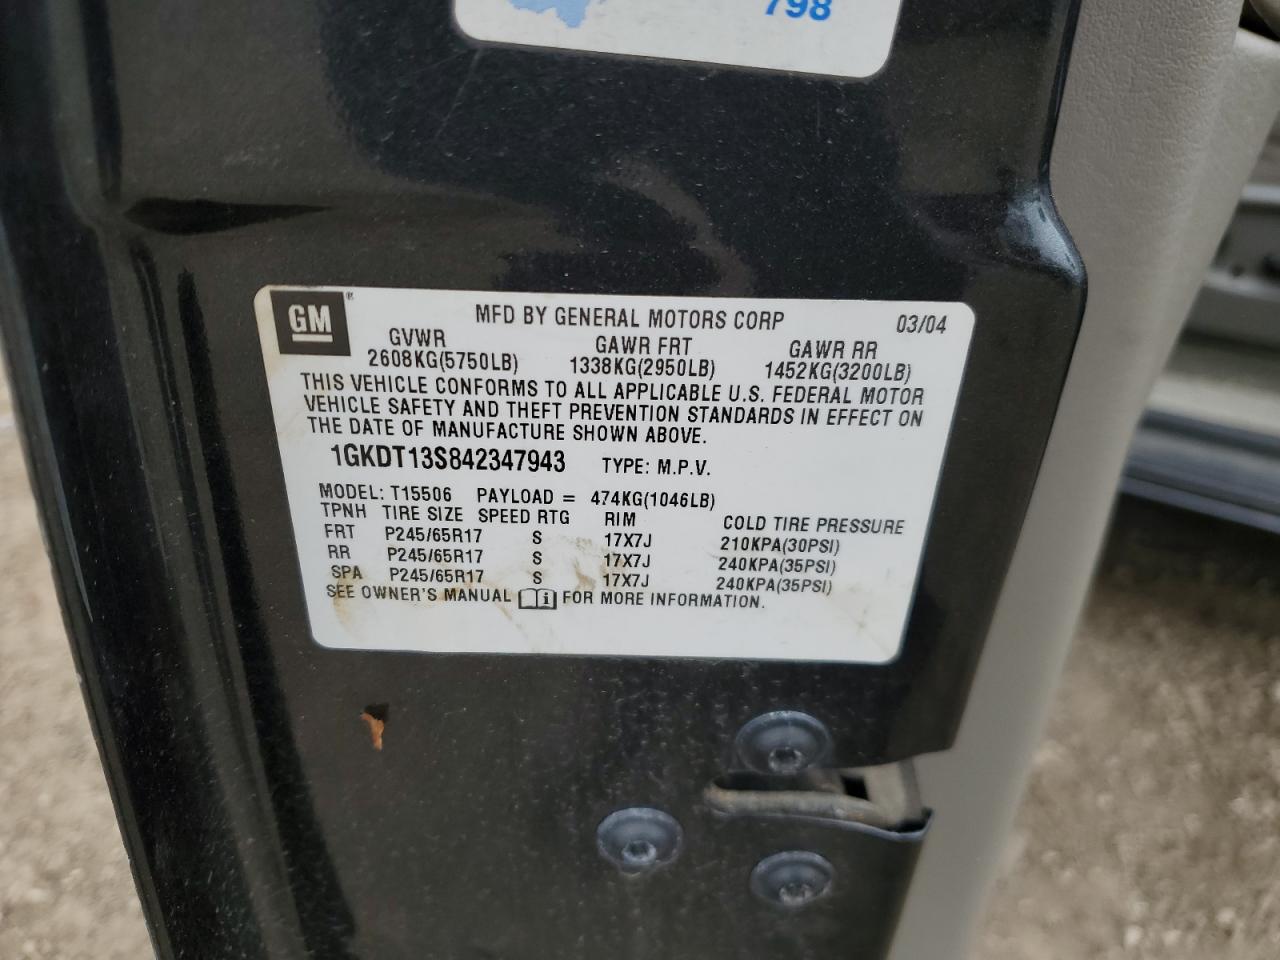 798
GM®
MFD BY GENERAL MOTORS CORP 03/04
GVWR GAWR FRT GAWR RR
2608KG(5750LB) 1338KG(2950LB) 1452KG(3200LB)
THIS VEHICLE CONFORMS TO ALL APPLICABLE U.S. FEDERAL MOTOR
VEHICLE SAFETY AND THEFT PREVENTION STANDARDS IN EFFECT ON
THE DATE OF MANUFACTURE SHOWN ABOVE.
1GKDT13S842347943 TYPE: M.P.V.
MODEL: T15506 PAYLOAD = 474KG(1046LB)
TPNH TIRE SIZE SPEED RTG RIM COLD TIRE PRESSURE
FRT P245/65R17 S 17X7J 210KPA(30PSI)
RR P245/65R17 S 17X7J 240KPA(35PSI)
SPA P245/65R17 S 17X7J 240KPA(35PSI)
SEE OWNER'S MANUAL i FOR MORE INFORMATION.